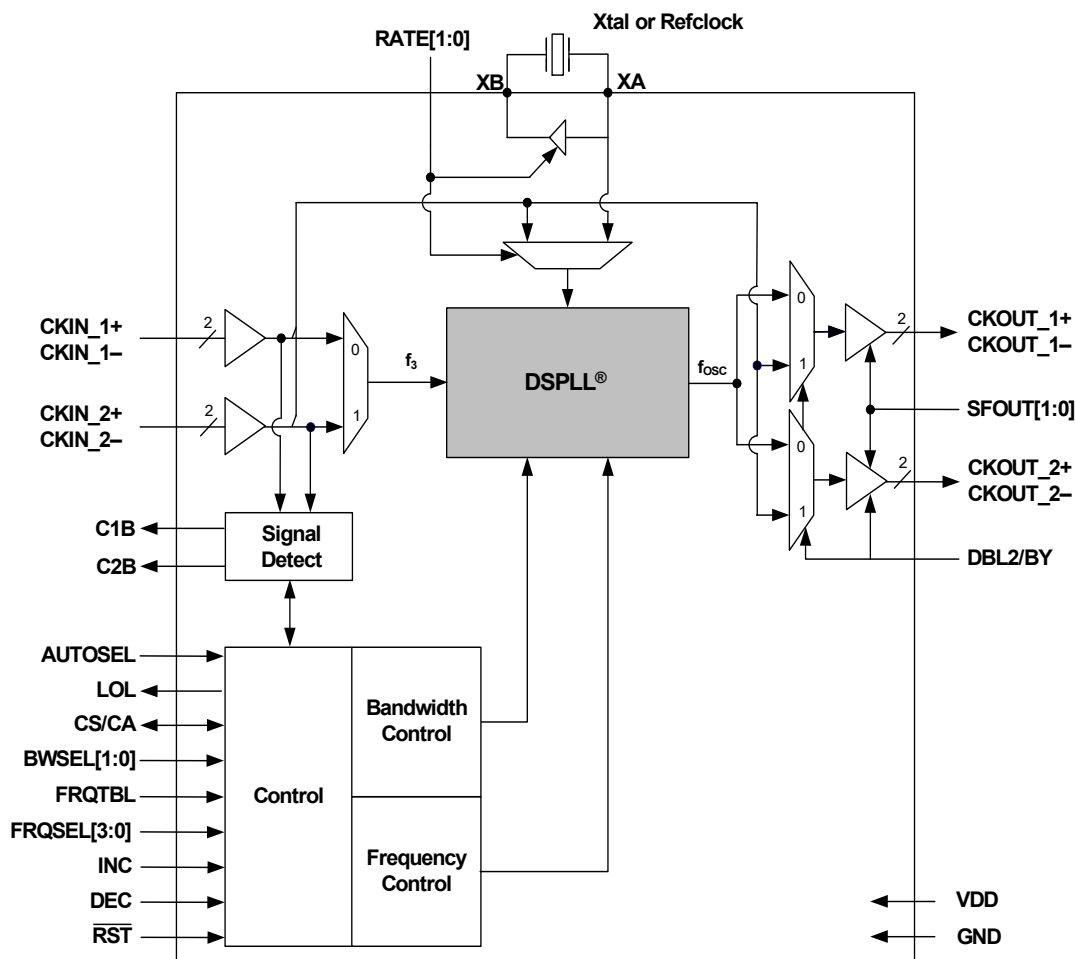 Xtal or Refclock
RATE[1:0]
XB
XA
CKIN_1+
CKIN_1–
2
0
1
f3
DSPLL®
fOSC
0
1
2
CKOUT_1+
CKOUT_1–
SFOUT[1:0]
CKIN_2+
CKIN_2–
2
0
1
2
CKOUT_2+
CKOUT_2–
DBL2/BY
C1B
C2B
Signal
Detect
AUTOSEL
LOL
CS/CA
BWSEL[1:0]
FRQTBL
FRQSEL[3:0]
INC
DEC
RST
Control
Bandwidth
Control
Frequency
Control
VDD
GND